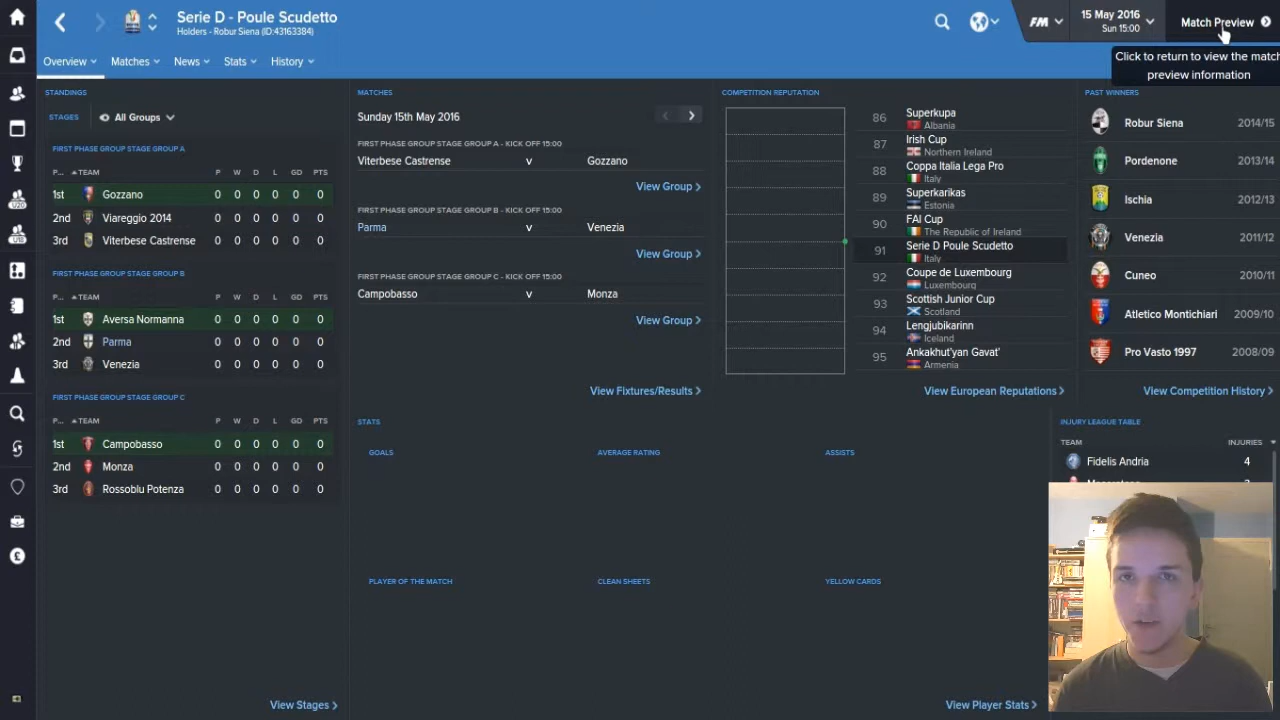 Serie D - Poule Scudetto
Holders - Robur Siena (ID:43163384)
FM
15 May 2016
Sun 15:00
Match Preview
Click to return to view the match
preview information
Overview
Matches
News
Stats
History
STANDINGS
STAGES All Groups
FIRST PHASE GROUP STAGE GROUP A
P... TEAM P W D L GD PTS
1st Gozzano 0 0 0 0 0 0
2nd Viareggio 2014 0 0 0 0 0 0
3rd Viterbese Castrense 0 0 0 0 0 0
FIRST PHASE GROUP STAGE GROUP B
P... TEAM P W D L GD PTS
1st Aversa Normanna 0 0 0 0 0 0
2nd Parma 0 0 0 0 0 0
3rd Venezia 0 0 0 0 0 0
FIRST PHASE GROUP STAGE GROUP C
P... TEAM P W D L GD PTS
1st Campobasso 0 0 0 0 0 0
2nd Monza 0 0 0 0 0 0
3rd Rossoblu Potenza 0 0 0 0 0 0
View Stages >
MATCHES
Sunday 15th May 2016
FIRST PHASE GROUP STAGE GROUP A - KICK OFF 15:00
Viterbese Castrense v Gozzano
View Group >
FIRST PHASE GROUP STAGE GROUP B - KICK OFF 15:00
Parma v Venezia
View Group >
FIRST PHASE GROUP STAGE GROUP C - KICK OFF 15:00
Campobasso v Monza
View Group >
View Fixtures/Results >
COMPETITION REPUTATION
86 Superkupa
Albania
87 Irish Cup
Northern Ireland
88 Coppa Italia Lega Pro
Italy
89 Superkarikas
Estonia
90 FAI Cup
The Republic of Ireland
91 Serie D Poule Scudetto
Italy
92 Coupe de Luxembourg
Luxembourg
93 Scottish Junior Cup
Scotland
94 Lengjubikarinn
Iceland
95 Ankakhut'yan Gavat'
Armenia
View European Reputations >
PAST WINNERS
Robur Siena 2014/15
Pordenone 2013/14
Ischia 2012/13
Venezia 2011/12
Cuneo 2010/11
Atletico Montichiari 2009/10
Pro Vasto 1997 2008/09
View Competition History >
STATS
GOALS
AVERAGE RATING
ASSISTS
PLAYER OF THE MATCH
CLEAN SHEETS
YELLOW CARDS
View Player Stats >
INJURY LEAGUE TABLE
TEAM INJURIES
Fidelis Andria 4